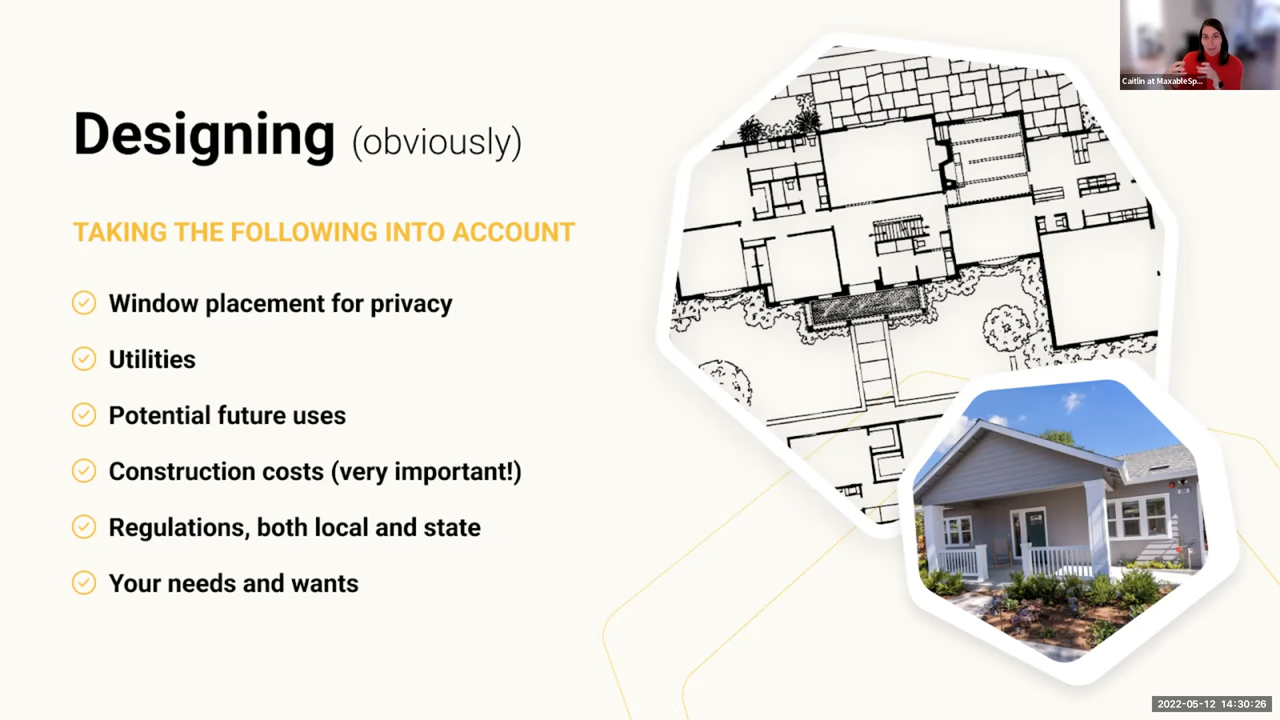 Caitlin at MaxableSp...
Designing (obviously)
TAKING THE FOLLOWING INTO ACCOUNT
Window placement for privacy
Utilities
Potential future uses
Construction costs (very important!)
Regulations, both local and state
Your needs and wants
2022-05-12 14:30:26